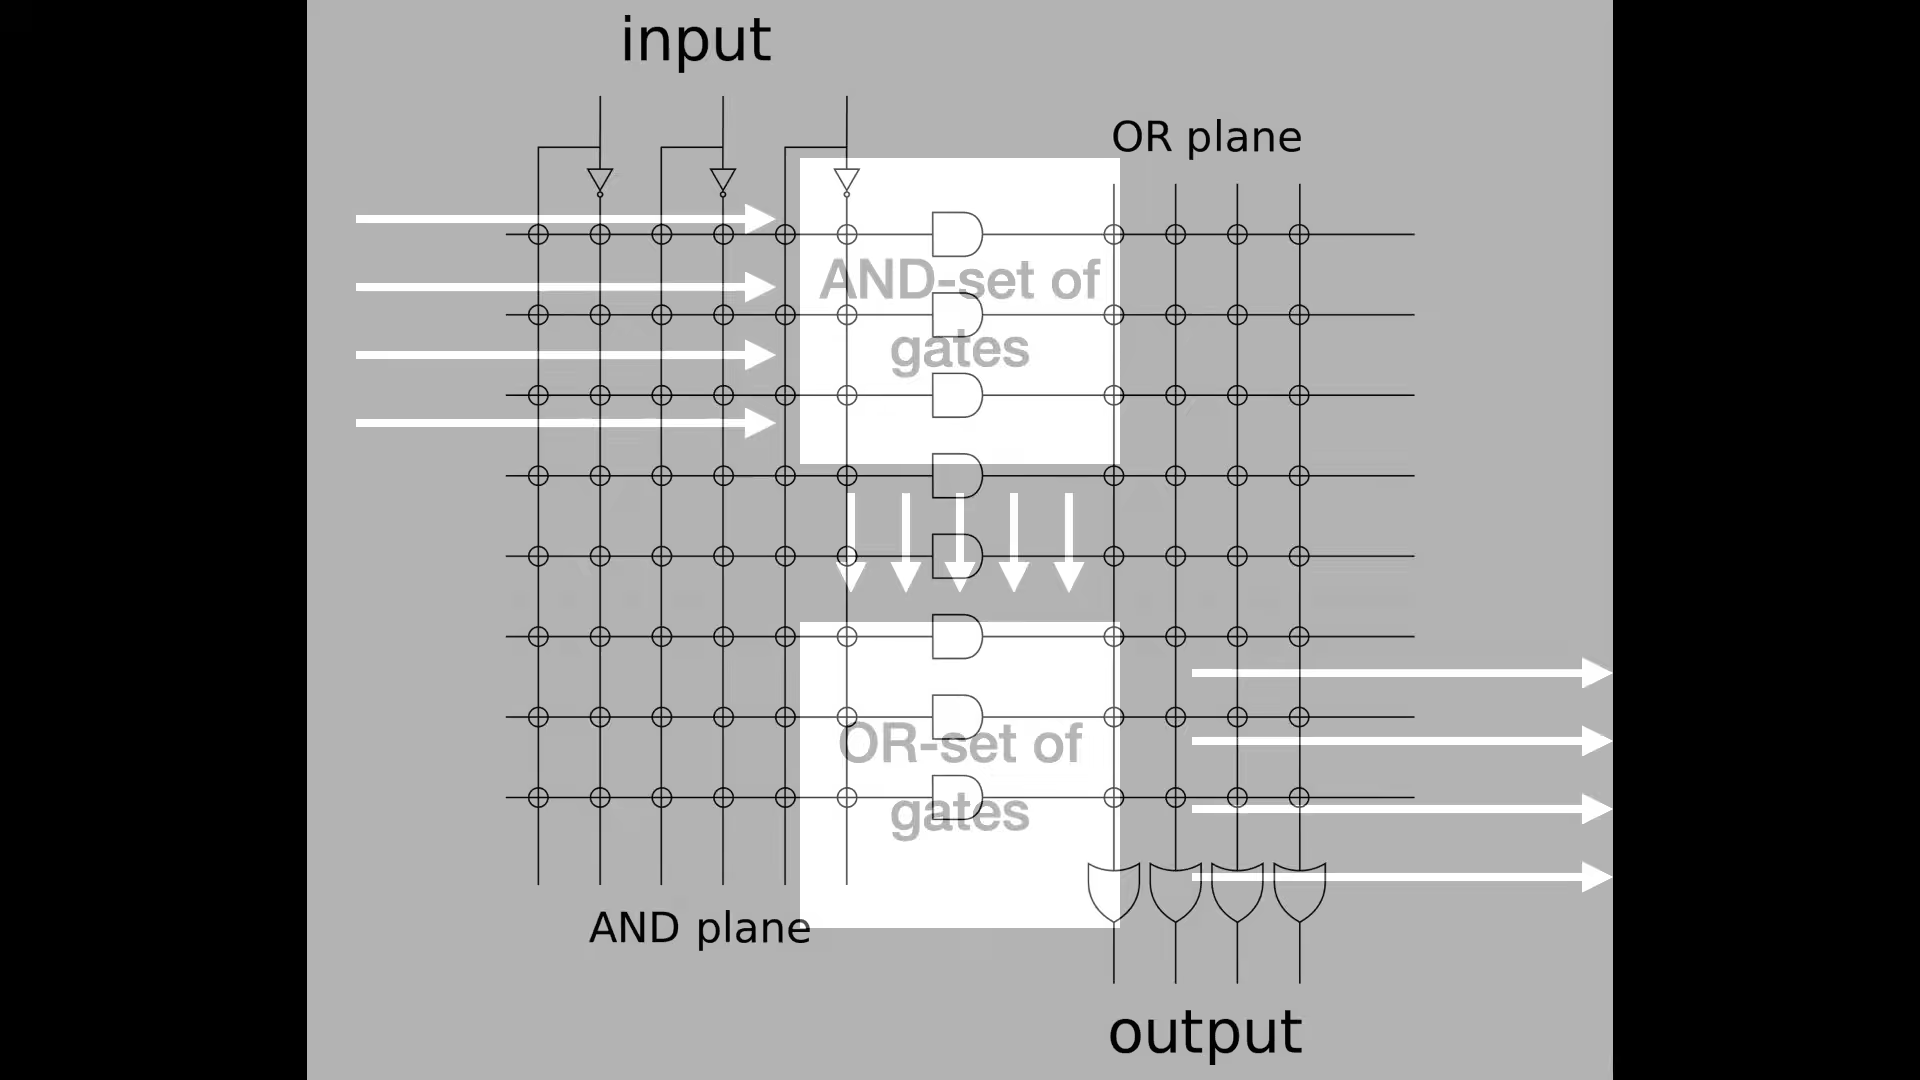 input
OR plane
AND-set of
gates
OR-set of
gates
AND plane
output